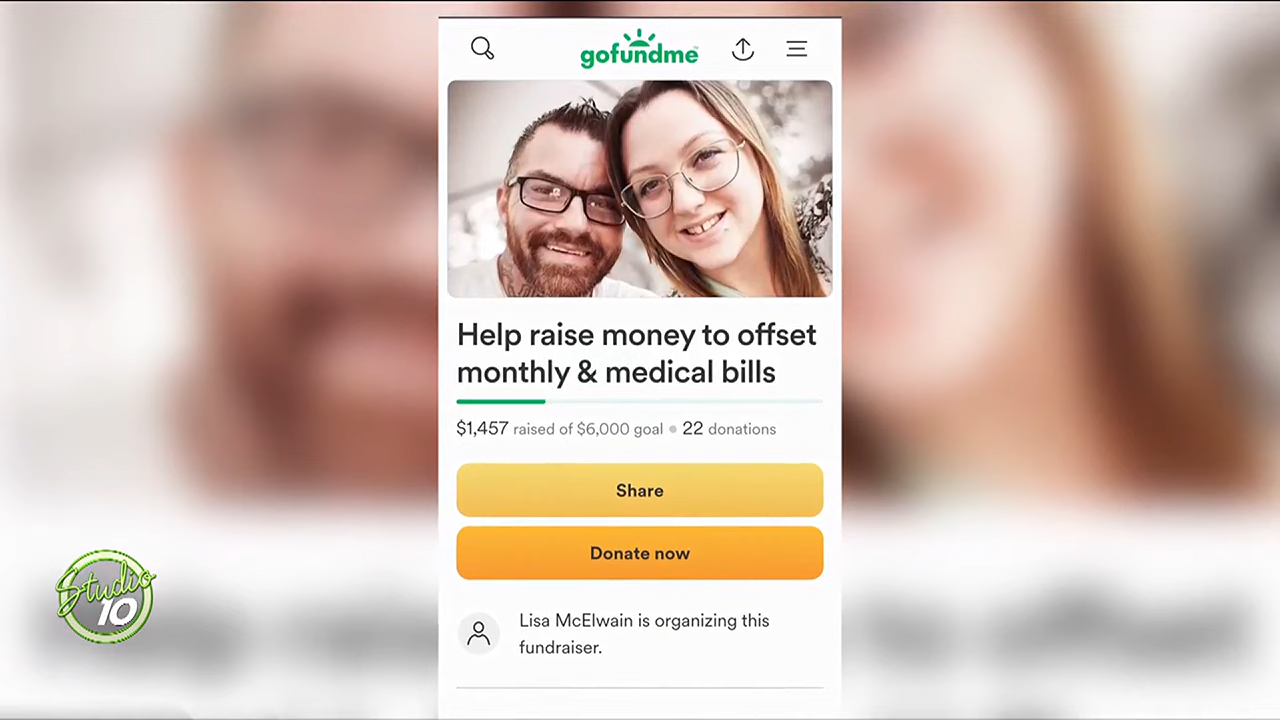 gofundme
Help raise money to offset
monthly & medical bills
$1,457 raised of $6,000 goal • 22 donations
Share
Donate now
Lisa McElwain is organizing this
fundraiser.
Studio
10